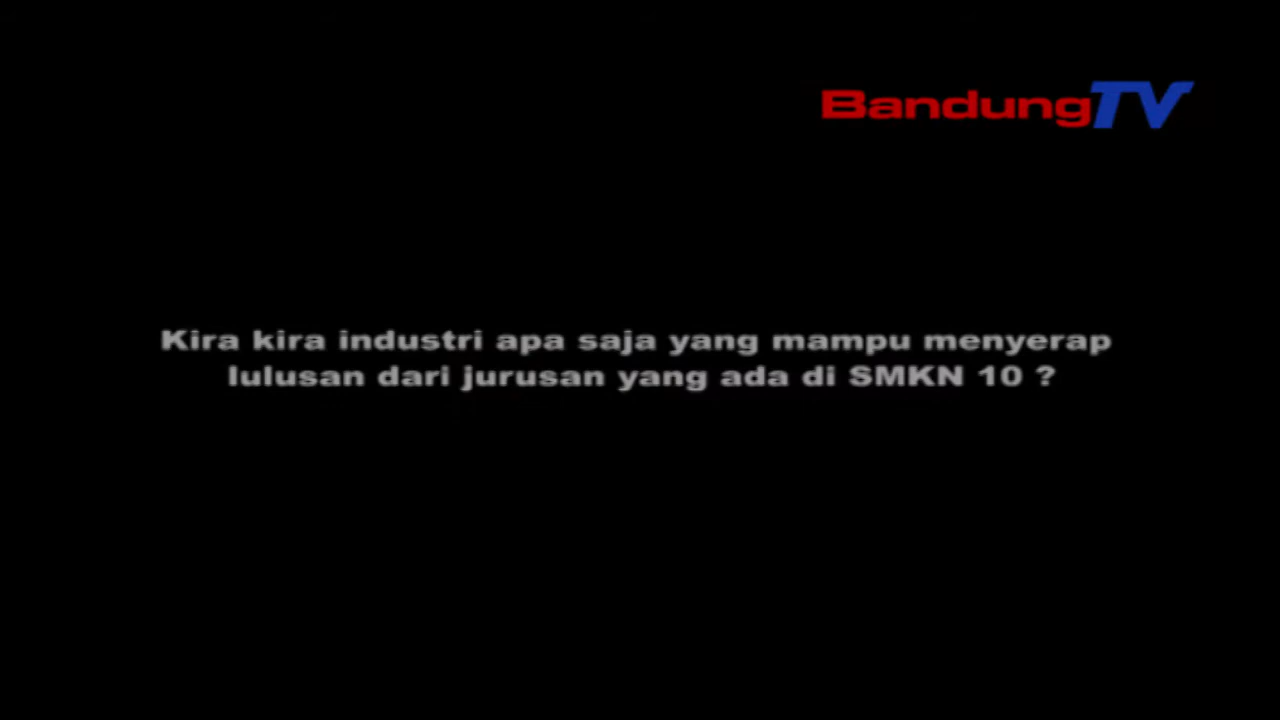 BandungTV
Kira kira industri apa saja yang mampu menyerap
lulusan dari jurusan yang ada di SMKN 10 ?